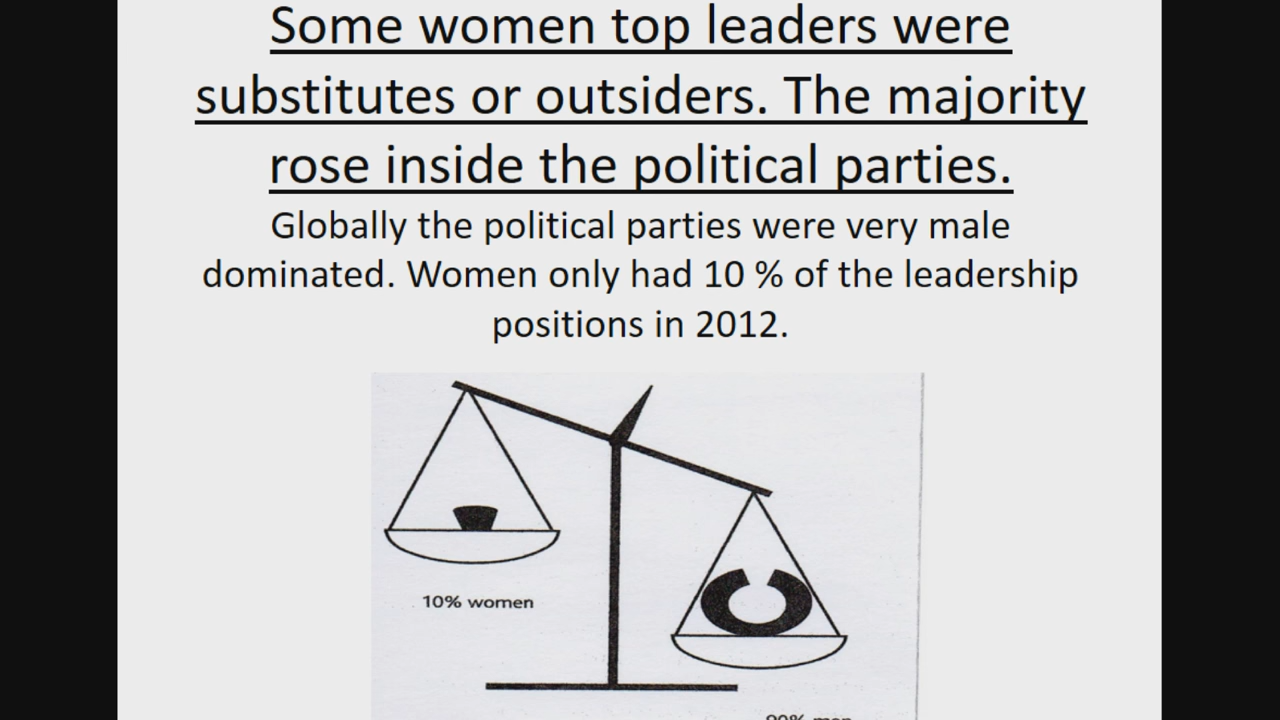 Some women top leaders were
substitutes or outsiders. The majority
rose inside the political parties.
Globally the political parties were very male
dominated. Women only had 10 % of the leadership
positions in 2012.
10% women